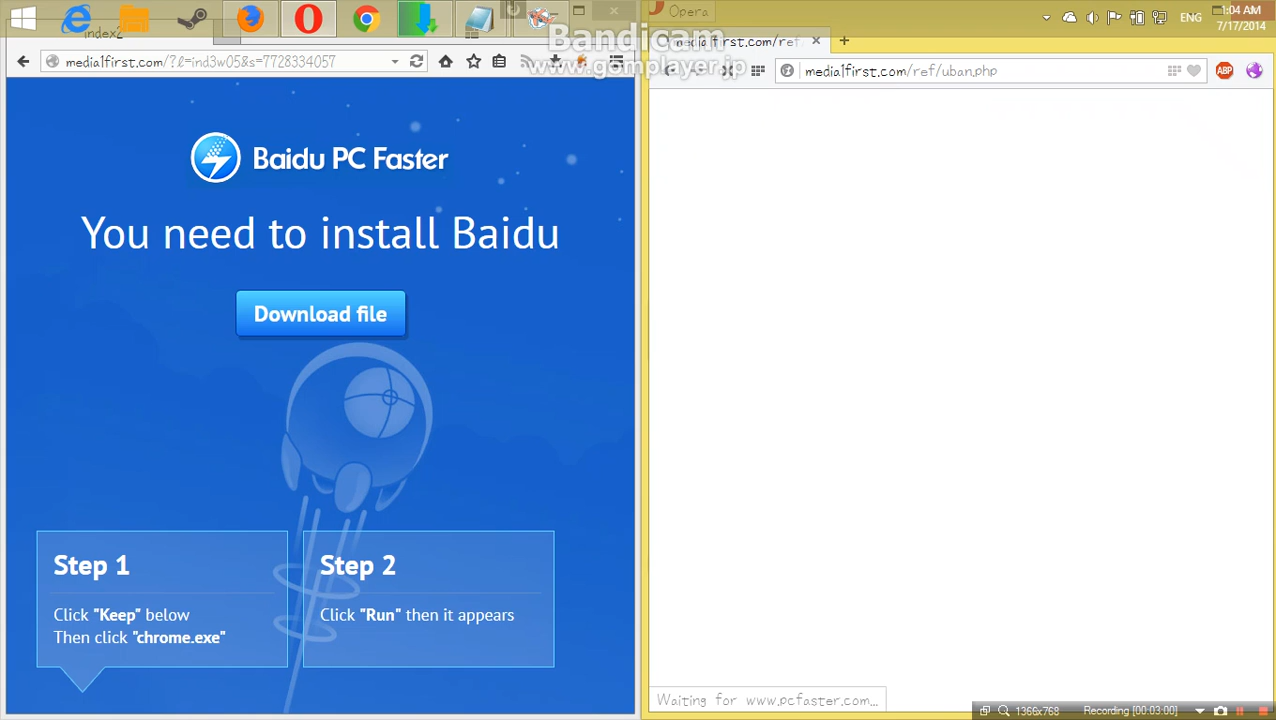 index2
Opera
1:04 AM
ENG
7/17/2014
Bandicam
www.gomplayer.jp
media1first.com/?l=ind3w05&s=7728334057
media1first.com/ref
media1first.com/ref/uban.php
ABP
Baidu PC Faster
You need to install Baidu
Download file
Step 1
Click "Keep" below
Then click "chrome.exe"
Step 2
Click "Run" then it appears
Waiting for www.pcfaster.com...
1366x768
Recording [00:03:00]